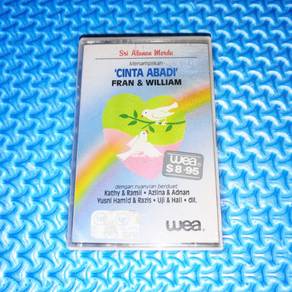 Sri Alunan Merdu
Menampilkan
'CINTA ABADI'
FRAN & WILLIAM
wea®
$8·95
dengan nyanyian berduet
Kathy & Ramli • Azlina & Adnan
Yusni Hamid & Razis • Uji & Hail • dll.
wea®